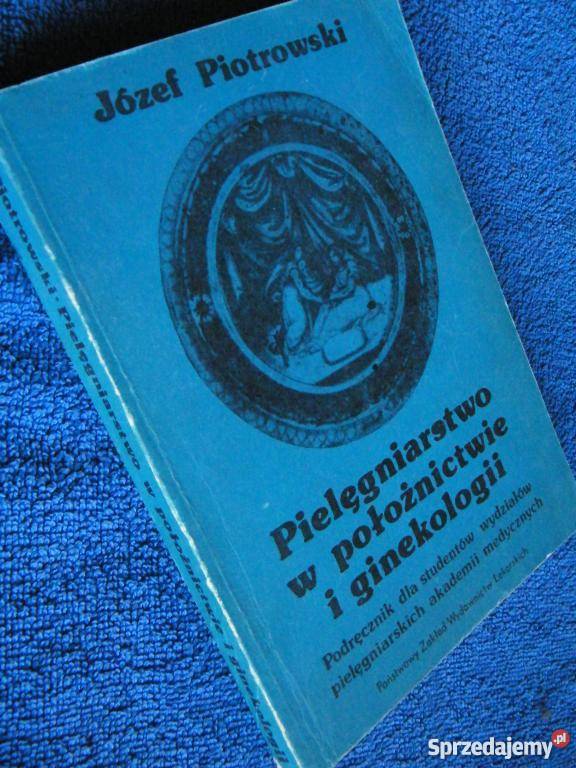 Józef Piotrowski
Pielęgniarstwo
w położnictwie
i ginekologii
Podręcznik dla studentów wydziałów
pielęgniarskich akademii medycznych
Państwowy Zakład Wydawnictw Lekarskich
Piotrowski · Pielęgniarstwo w położnictwie i ginekologii
Sprzedajemy.pl